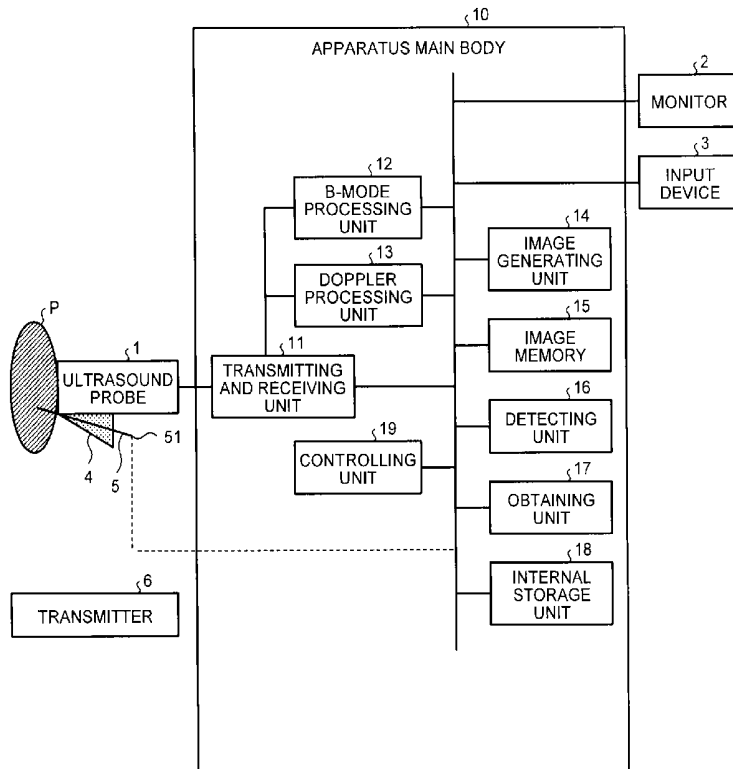 10
APPARATUS MAIN BODY
2
MONITOR
3
INPUT
DEVICE
12
B-MODE
PROCESSING
UNIT
14
IMAGE
GENERATING
UNIT
13
DOPPLER
PROCESSING
UNIT
15
IMAGE
MEMORY
P
1
ULTRASOUND
PROBE
11
TRANSMITTING
AND RECEIVING
UNIT
16
DETECTING
UNIT
51
4
5
19
CONTROLLING
UNIT
17
OBTAINING
UNIT
18
INTERNAL
STORAGE
UNIT
6
TRANSMITTER